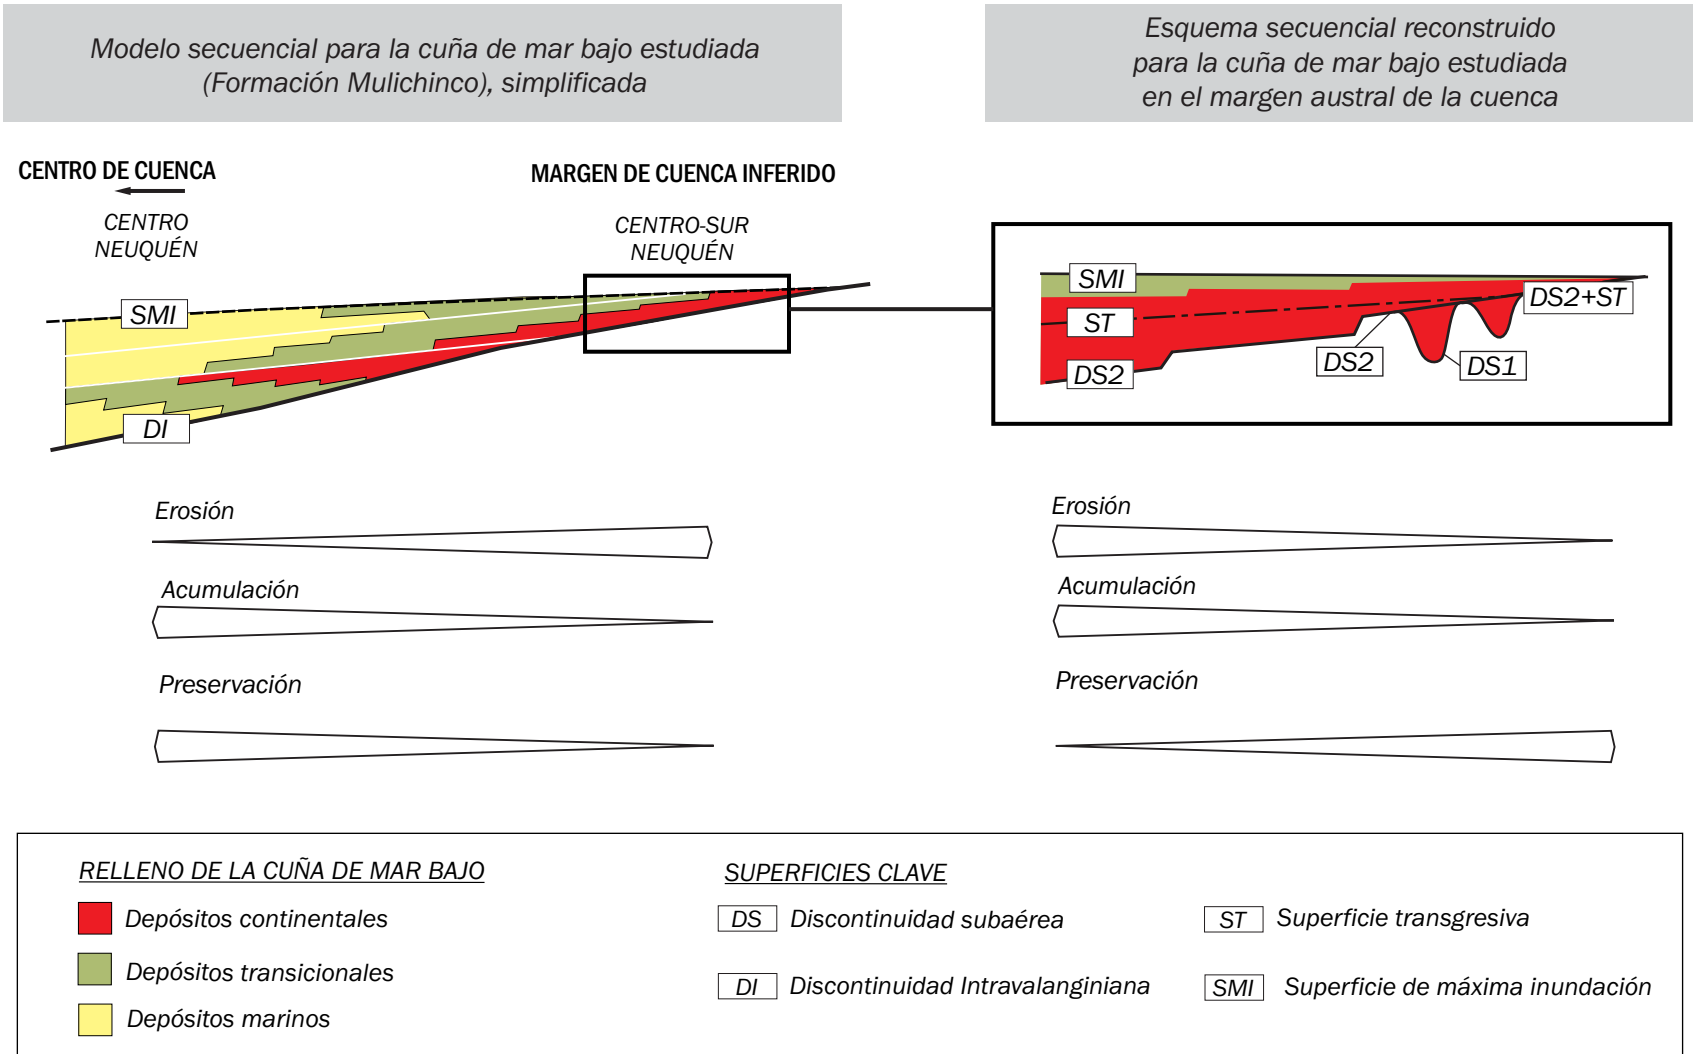 Modelo secuencial para la cuña de mar bajo estudiada
(Formación Mulichinco), simplificada
Esquema secuencial reconstruido
para la cuña de mar bajo estudiada
en el margen austral de la cuenca
CENTRO DE CUENCA
CENTRO
NEUQUÉN
MARGEN DE CUENCA INFERIDO
CENTRO-SUR
NEUQUÉN
SMI
DI
SMI
ST
DS2
DS2
DS1
DS2+ST
Erosión
Acumulación
Preservación
Erosión
Acumulación
Preservación
RELLENO DE LA CUÑA DE MAR BAJO
Depósitos continentales
Depósitos transicionales
Depósitos marinos
SUPERFICIES CLAVE
DS Discontinuidad subaérea
DI Discontinuidad Intravalanginiana
ST Superficie transgresiva
SMI Superficie de máxima inundación